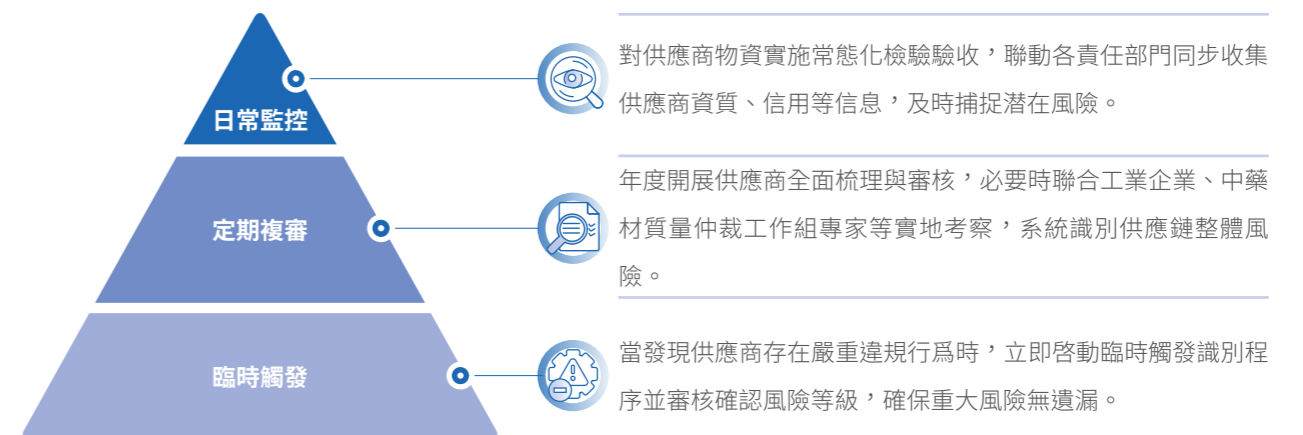 日常監控
對供應商物資實施常態化檢驗驗收，聯動各責任部門同步收集
供應商資質、信用等信息，及時捕捉潛在風險。
定期複審
年度開展供應商全面梳理與審核，必要時聯合工業企業、中藥
材質量仲裁工作組專家等實地考察，系統識別供應鏈整體風
險。
臨時觸發
當發現供應商存在嚴重違規行爲時，立即啓動臨時觸發識別程
序並審核確認風險等級，確保重大風險無遺漏。